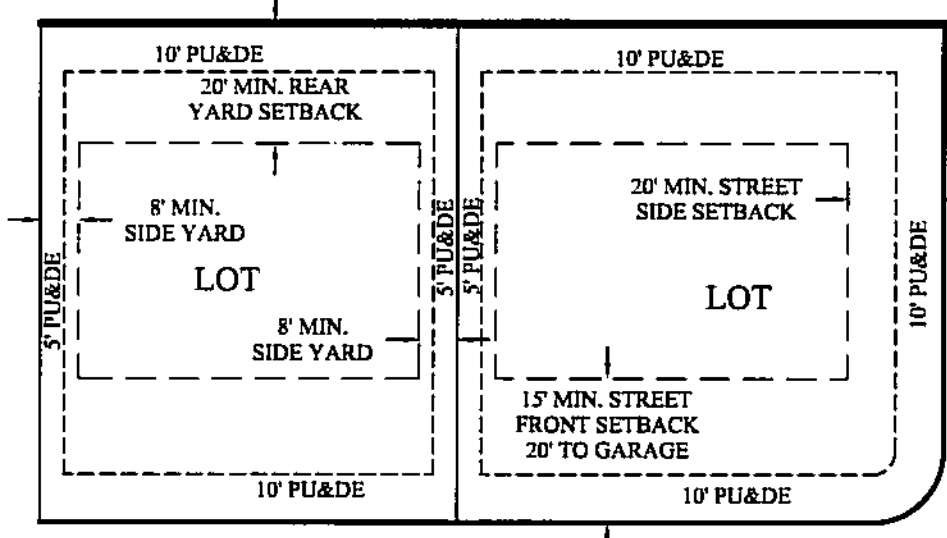 10' PU&DE
20' MIN. REAR
YARD SETBACK
8' MIN.
SIDE YARD
LOT
8' MIN.
SIDE YARD
5' PU&DE
5' PU&DE
10' PU&DE
5' PU&DE
10' PU&DE
20' MIN. STREET
SIDE SETBACK
LOT
15' MIN. STREET
FRONT SETBACK
20' TO GARAGE
10' PU&DE
10' PU&DE